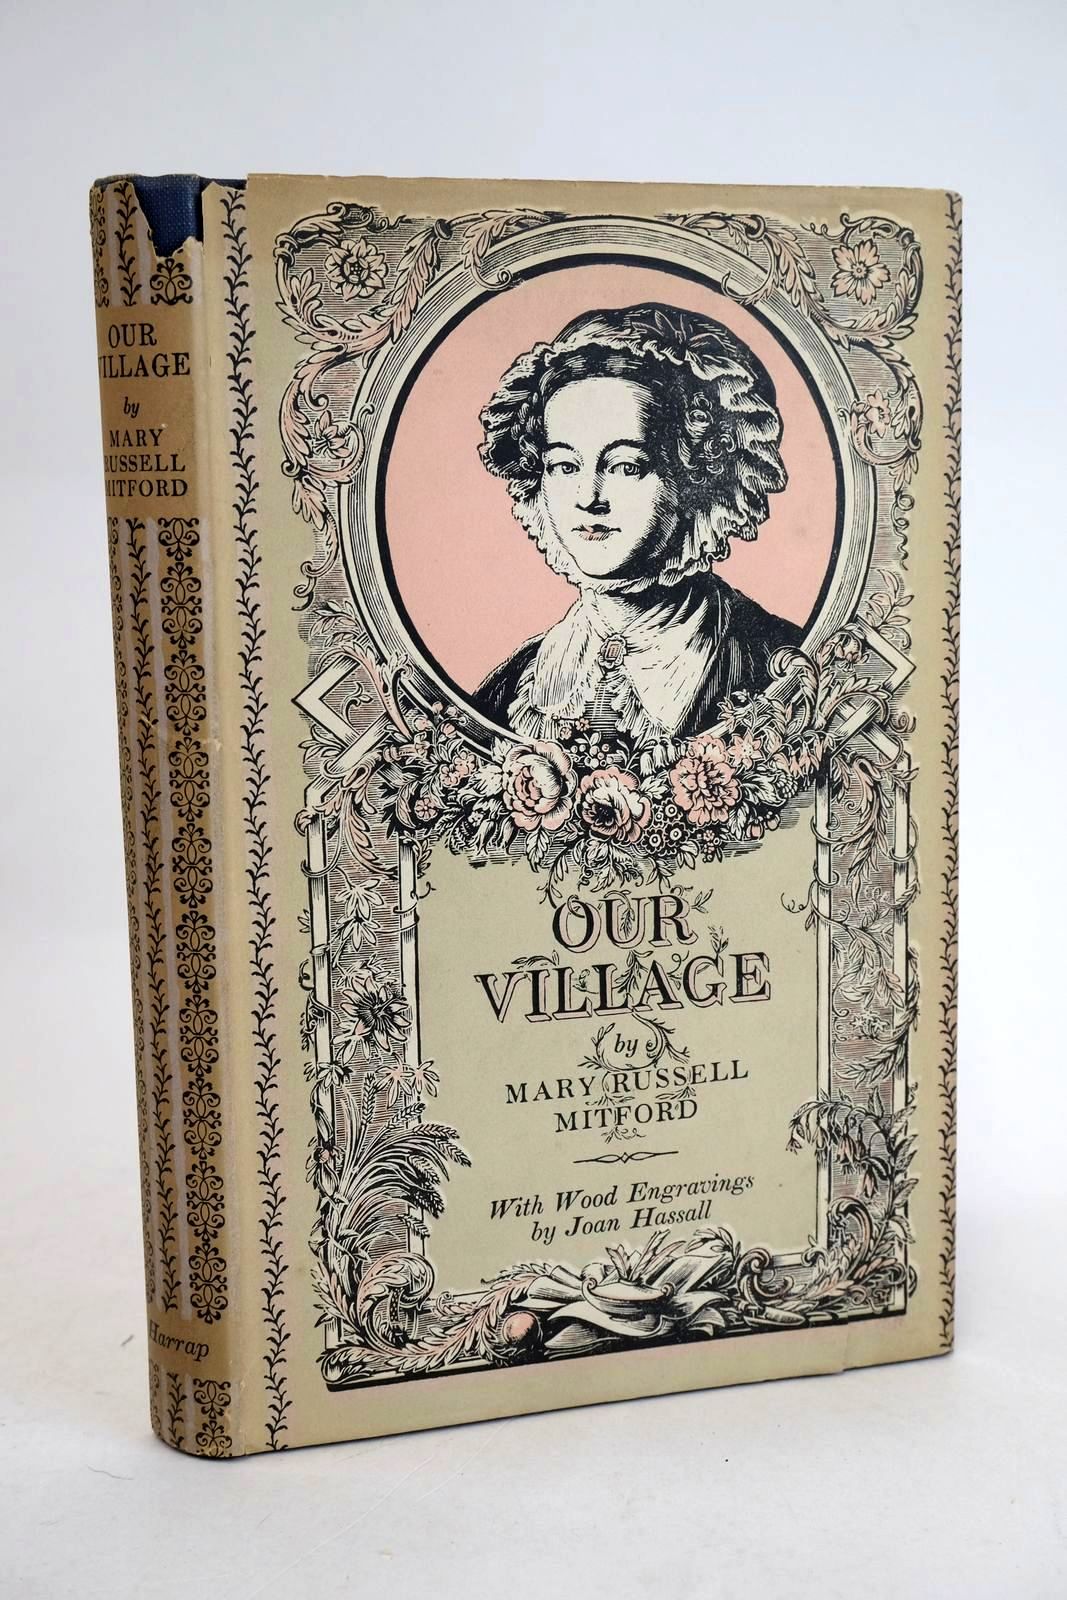 OUR
VILLAGE
by
MARY
RUSSELL
MITFORD
Harrap
OUR
VILLAGE
by
MARY RUSSELL
MITFORD
With Wood Engravings
by Joan Hassall